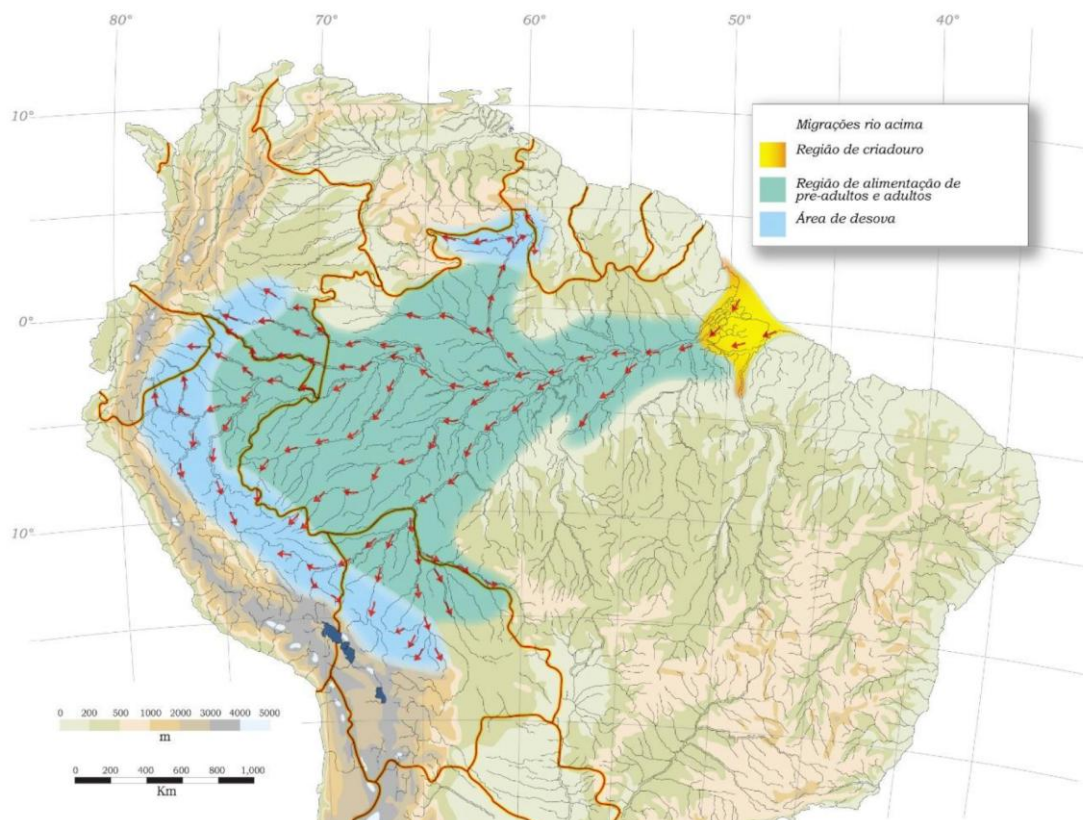 80° 70° 60° 50° 40°
10°
Migrações rio acima
Região de criadouro
Região de alimentação de
pre-adultos e adultos
Área de desova
0°
10°
0 200 500 1000 2000 3000 4000 5000
m
0 200 400 600 800 1,000
Km